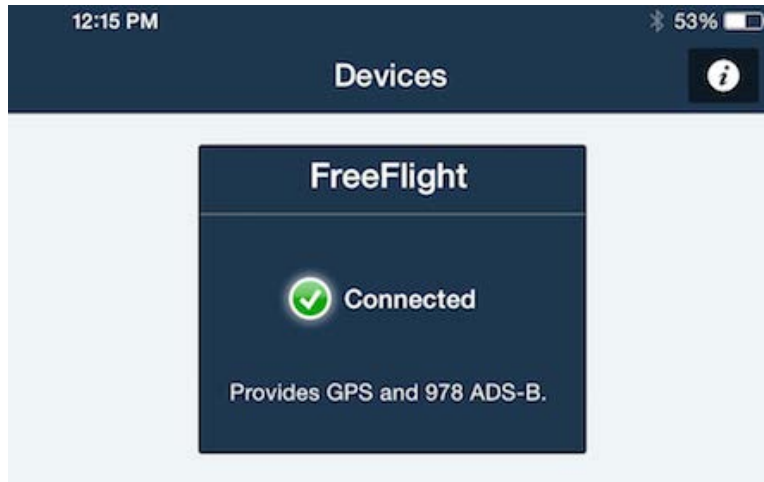 12:15 PM 53%
Devices
FreeFlight
Connected
Provides GPS and 978 ADS-B.